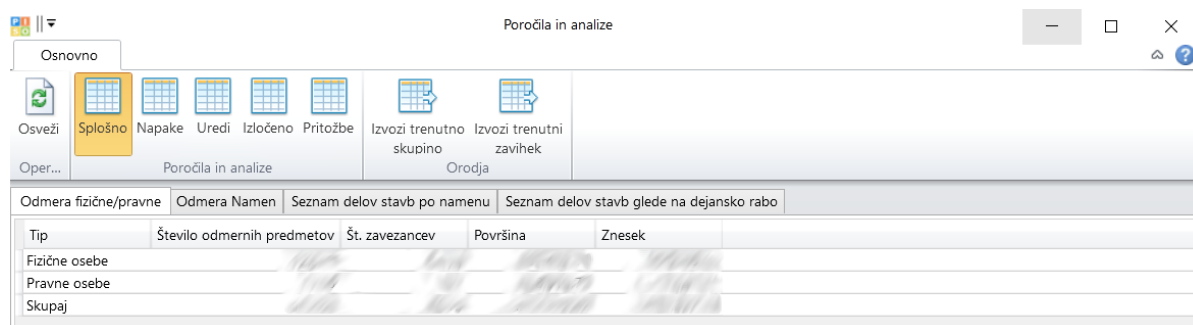 Poročila in analize
Osnovno
Osveži Splošno Napake Uredi Izločeno Pritožbe Izvozi trenutno skupino Izvozi trenutni zavihek
Oper... Poročila in analize Orodja
Odmera fizične/pravne Odmera Namen Seznam delov stavb po namenu Seznam delov stavb glede na dejansko rabo
Tip Število odmernih predmetov Št. zavezancev Površina Znesek
Fizične osebe
Pravne osebe
Skupaj